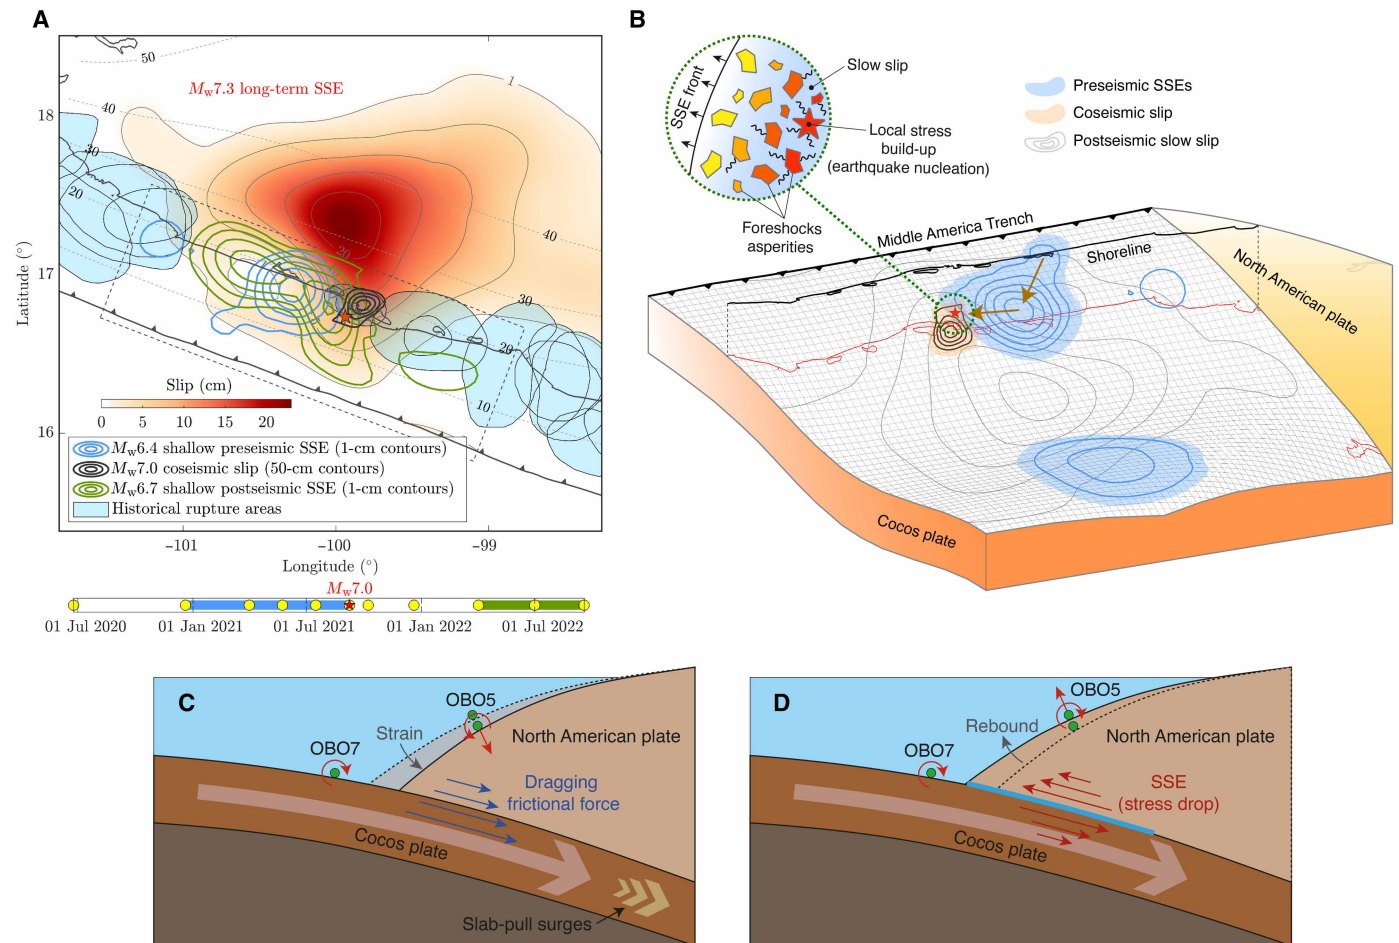 A
50
1
18
M_w7.3 long-term SSE
40
30
20
40
20
17
30
20
10
16
Latitude (°)
Slip (cm)
0 5 10 15 20
M_w6.4 shallow preseismic SSE (1-cm contours)
M_w7.0 coseismic slip (50-cm contours)
M_w6.7 shallow postseismic SSE (1-cm contours)
Historical rupture areas
−101 −100 −99
Longitude (°)
M_w7.0
01 Jul 2020 01 Jan 2021 01 Jul 2021 01 Jan 2022 01 Jul 2022
B
SSE front
Slow slip
Local stress
build-up
(earthquake nucleation)
Foreshocks
asperities
Preseismic SSEs
Coseismic slip
Postseismic slow slip
Middle America Trench
Shoreline
North American plate
Cocos plate
C
OBO5
Strain
OBO7
North American plate
Dragging
frictional force
Cocos plate
Slab-pull surges
D
OBO5
Rebound
OBO7
North American plate
SSE
(stress drop)
Cocos plate